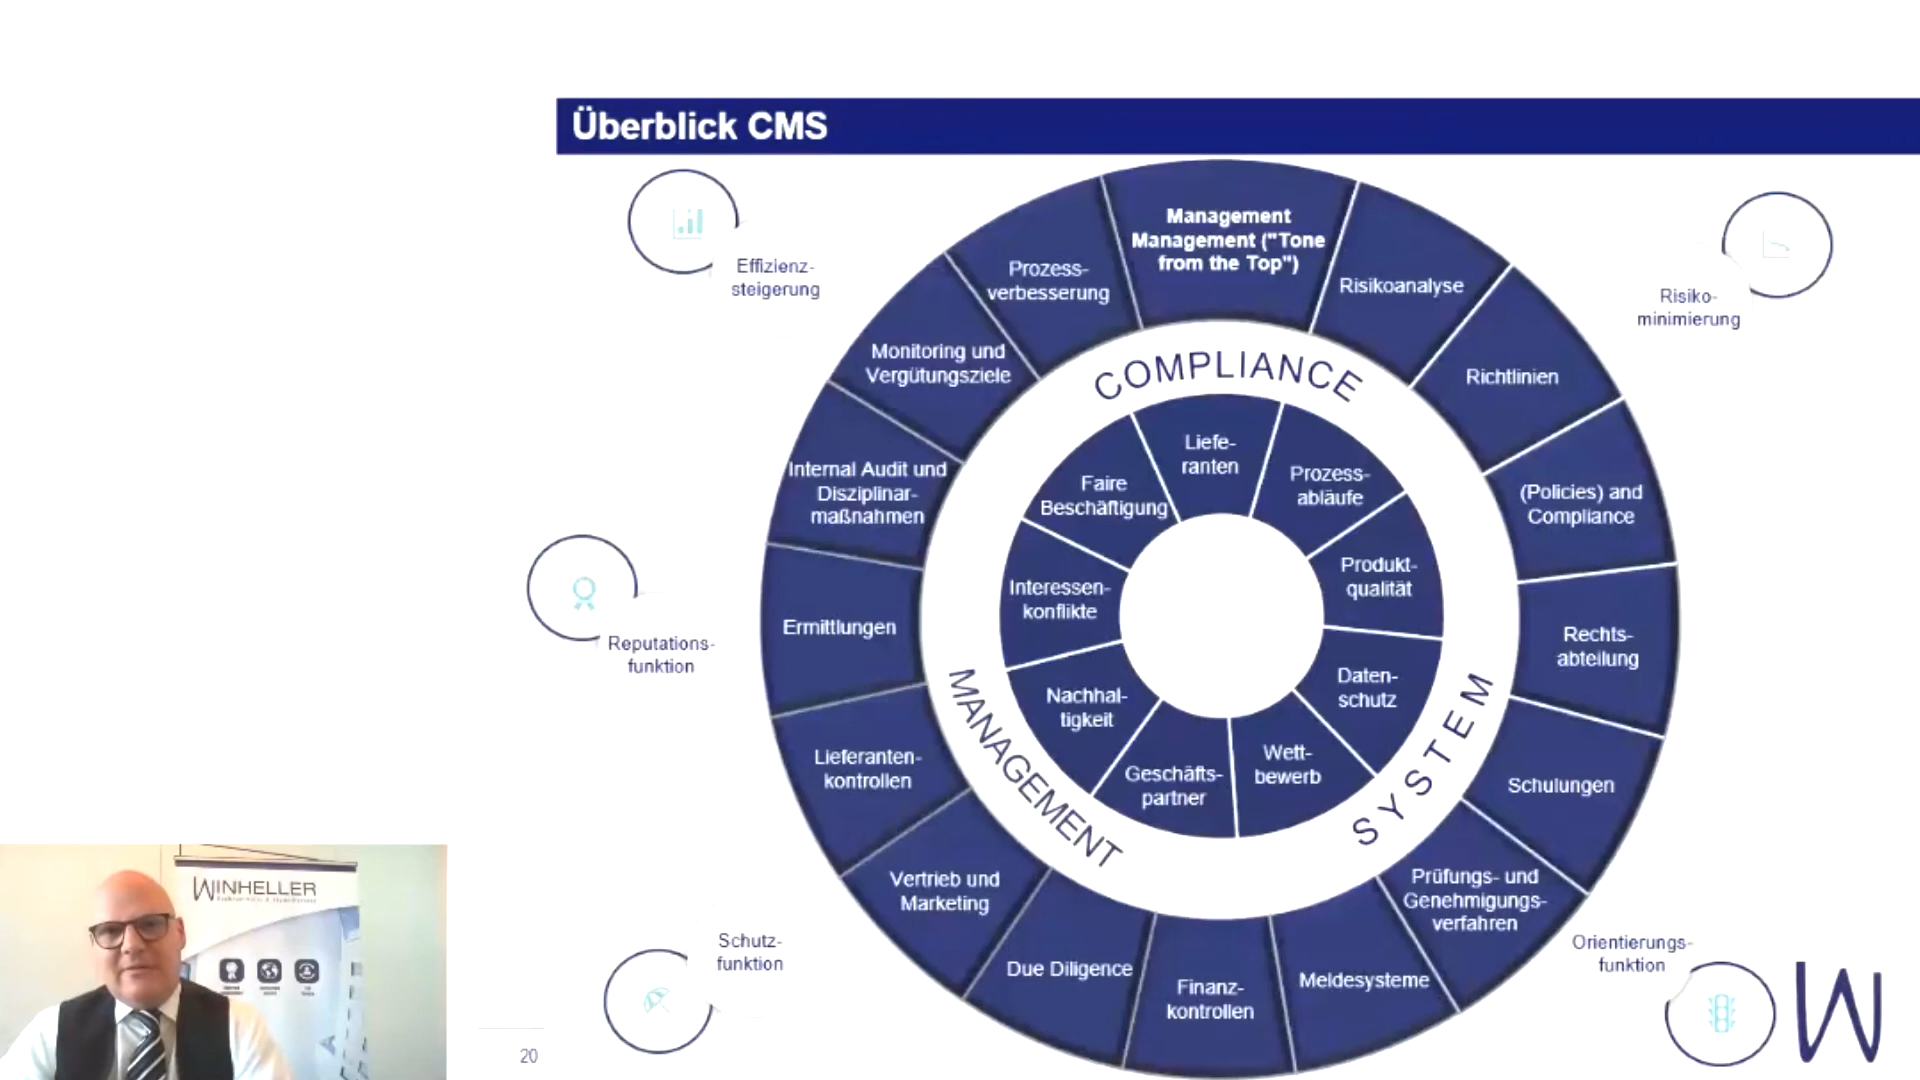 Überblick CMS
Effizienz-
steigerung
Risiko-
minimierung
Reputations-
funktion
Schutz-
funktion
Orientierungs-
funktion
Management
Management ("Tone
from the Top")
Risikoanalyse
Richtlinien
(Policies) and
Compliance
Rechts-
abteilung
Schulungen
Prüfungs- und
Genehmigungs-
verfahren
Meldesysteme
Finanz-
kontrollen
Due Diligence
Vertrieb und
Marketing
Lieferanten-
kontrollen
Ermittlungen
Internal Audit und
Disziplinar-
maßnahmen
Monitoring und
Vergütungsziele
Prozess-
verbesserung
COMPLIANCE
MANAGEMENT
SYSTEM
Liefe-
ranten
Prozess-
abläufe
Produkt-
qualität
Daten-
schutz
Wett-
bewerb
Geschäfts-
partner
Nachhal-
tigkeit
Interessen-
konflikte
Faire
Beschäftigung
WINHELLER
20
W